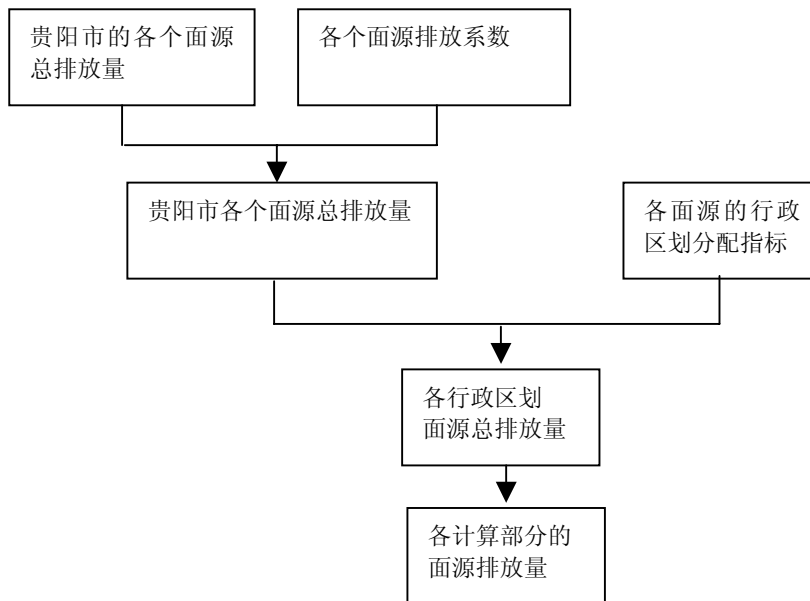 贵阳市的各个面源
总排放量
各个面源排放系数
贵阳市各个面源总排放量
各面源的行政
区划分配指标
各行政区划
面源总排放量
各计算部分的
面源排放量